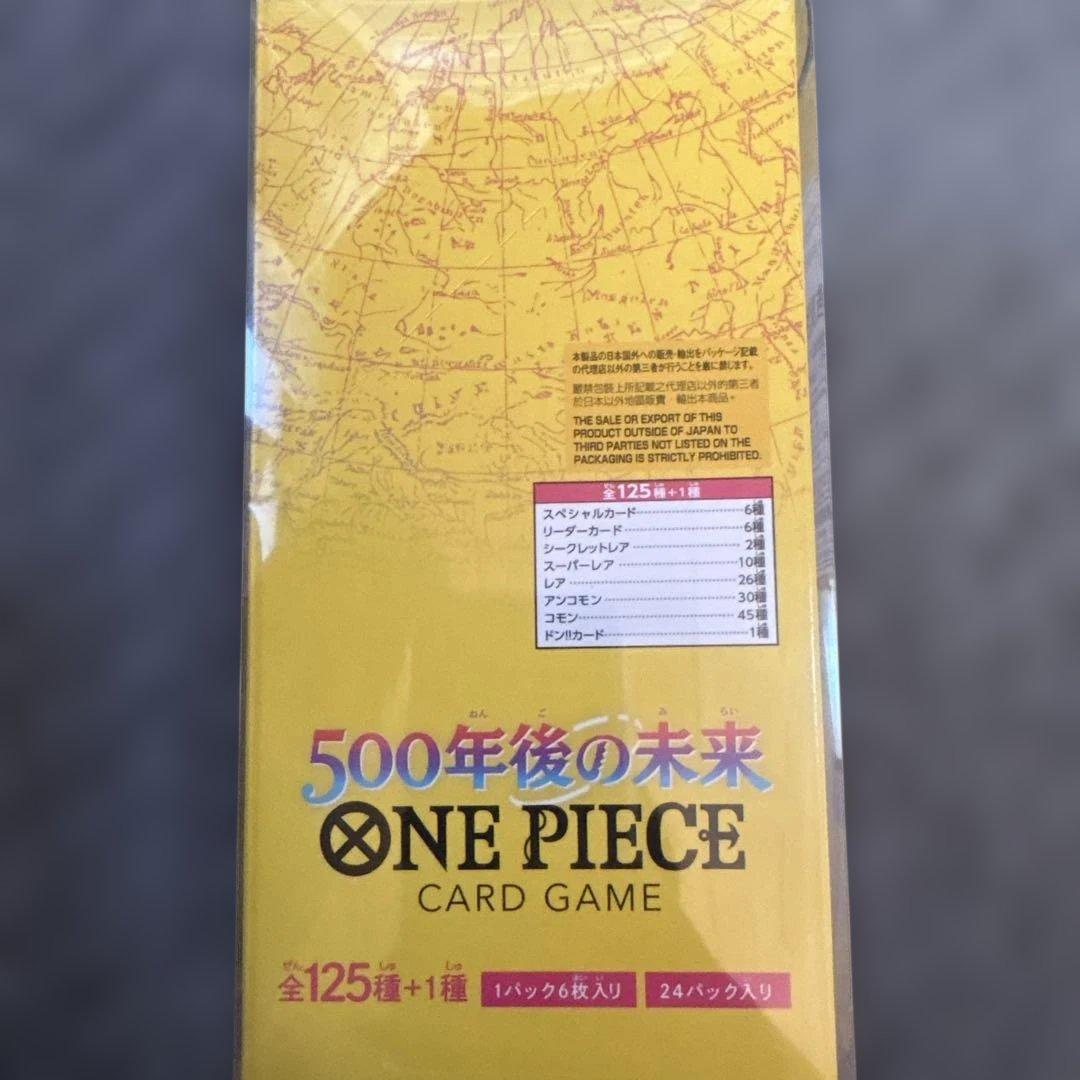 本製品の日本国外への販売・輸出をパッケージ記載
の代理店以外の第三者が行うことを厳に禁じます。
嚴禁包裝上所記載之代理店以外的第三者
於日本以外地區販賣・輸出本商品。
THE SALE OR EXPORT OF THIS
PRODUCT OUTSIDE OF JAPAN TO
THIRD PARTIES NOT LISTED ON THE
PACKAGING IS STRICTLY PROHIBITED.
全125種+1種
スペシャルカード 6種
リーダーカード 6種
シークレットレア 2種
スーパーレア 10種
レア 26種
アンコモン 30種
コモン 45種
ドン!!カード 1種
500年後の未来
ONE PIECE
CARD GAME
全125種+1種 1パック6枚入り 24パック入り